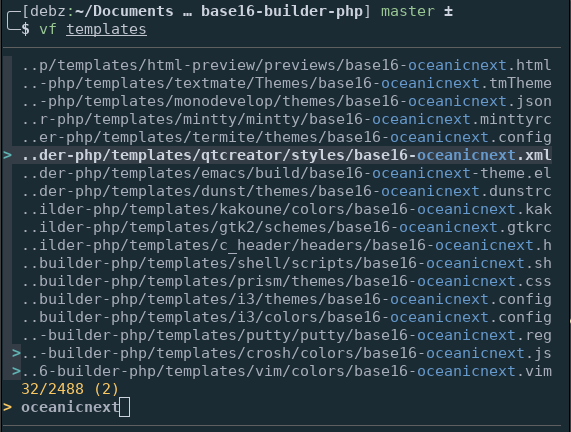 [debz:~/Documents … base16-builder-php] master ±
$ vf templates
..p/templates/html-preview/previews/base16-oceanicnext.html
..-php/templates/textmate/Themes/base16-oceanicnext.tmTheme
..-php/templates/monodevelop/themes/base16-oceanicnext.json
..r-php/templates/mintty/mintty/base16-oceanicnext.minttyrc
..er-php/templates/termite/themes/base16-oceanicnext.config
> ..der-php/templates/qtcreator/styles/base16-oceanicnext.xml
..der-php/templates/emacs/build/base16-oceanicnext-theme.el
..der-php/templates/dunst/themes/base16-oceanicnext.dunstrc
..ilder-php/templates/kakoune/colors/base16-oceanicnext.kak
..ilder-php/templates/gtk2/schemes/base16-oceanicnext.gtkrc
..ilder-php/templates/c_header/headers/base16-oceanicnext.h
..builder-php/templates/shell/scripts/base16-oceanicnext.sh
..builder-php/templates/prism/themes/base16-oceanicnext.css
..builder-php/templates/i3/themes/base16-oceanicnext.config
..builder-php/templates/i3/colors/base16-oceanicnext.config
..-builder-php/templates/putty/putty/base16-oceanicnext.reg
>..-builder-php/templates/crosh/colors/base16-oceanicnext.js
>..6-builder-php/templates/vim/colors/base16-oceanicnext.vim
32/2488 (2)
> oceanicnext